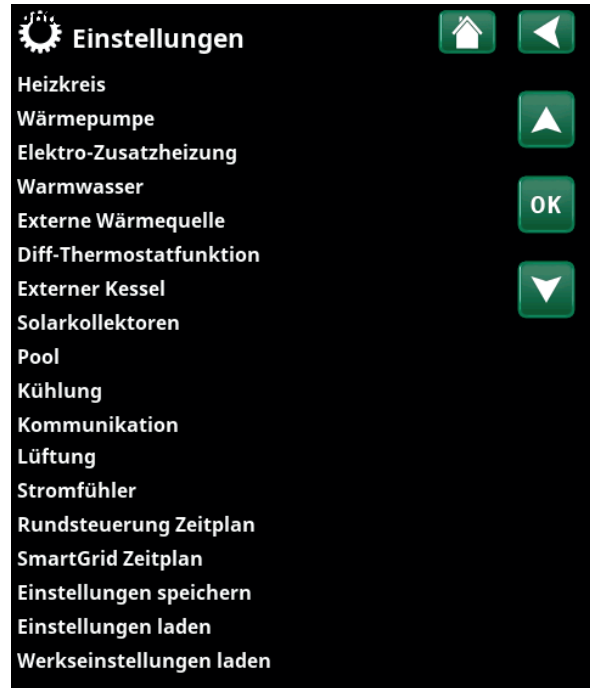 Einstellungen
Heizkreis
Wärmepumpe
Elektro-Zusatzheizung
Warmwasser
OK
Externe Wärmequelle
Diff-Thermostatfunktion
Externer Kessel
Solarkollektoren
Pool
Kühlung
Kommunikation
Lüftung
Stromfühler
Rundsteuerung Zeitplan
SmartGrid Zeitplan
Einstellungen speichern
Einstellungen laden
Werkseinstellungen laden